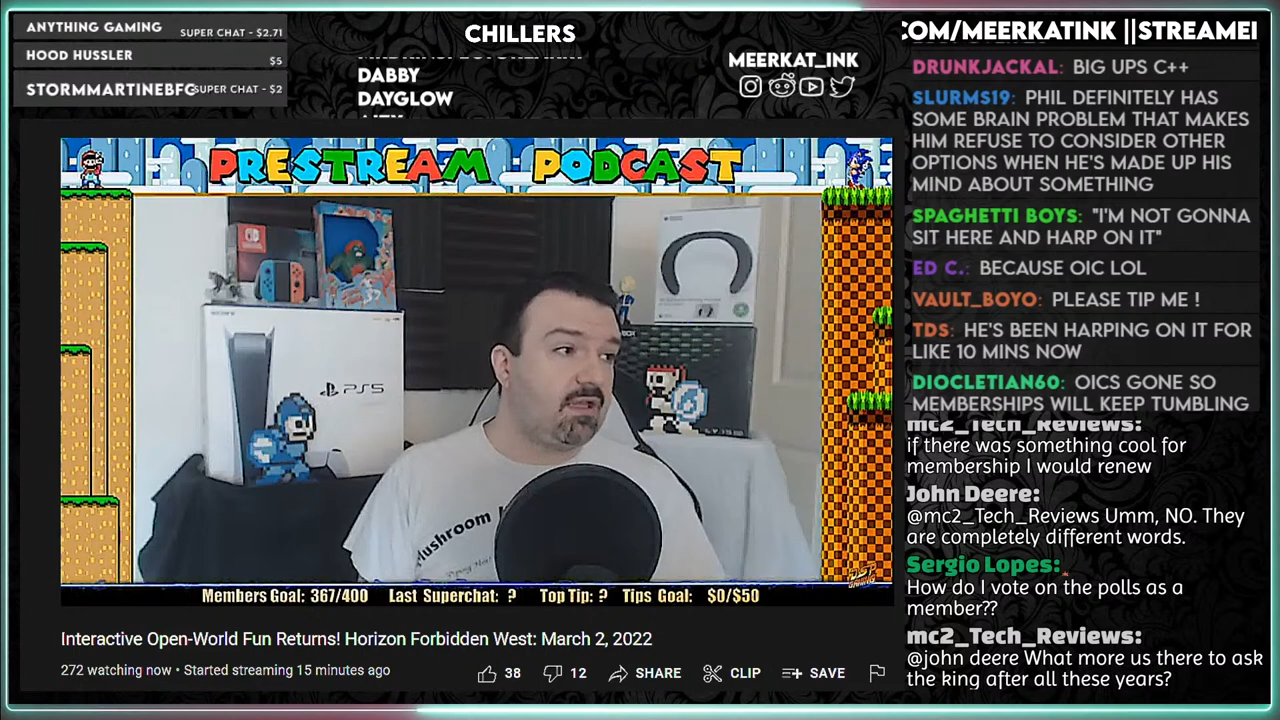 ANYTHING GAMING
SUPER CHAT - $2.71
HOOD HUSSLER
$5
STORMMARTINEBFG
SUPER CHAT - $2
CHILLERS
DABBY
DAYGLOW
MEERKAT_INK
COM/MEERKATINK ||STREAMEL
DRUNKJACKAL: BIG UPS C++
SLURMS19: PHIL DEFINITELY HAS
SOME BRAIN PROBLEM THAT MAKES
HIM REFUSE TO CONSIDER OTHER
OPTIONS WHEN HE'S MADE UP HIS
MIND ABOUT SOMETHING
SPAGHETTI BOYS: "I'M NOT GONNA
SIT HERE AND HARP ON IT"
ED C.: BECAUSE OIC LOL
VAULT_BOYO: PLEASE TIP ME !
TDS: HE'S BEEN HARPING ON IT FOR
LIKE 10 MINS NOW
DIOCLETIAN60: OICS GONE SO
MEMBERSHIPS WILL KEEP TUMBLING
mc2_Tech_Reviews:
if there was something cool for
membership I would renew
John Deere:
@mc2_Tech_Reviews Umm, NO. They
are completely different words.
Sergio Lopes:
How do I vote on the polls as a
member??
mc2_Tech_Reviews:
@john deere What more us there to ask
the king after all these years?
PRESTREAM PODCAST
PS5
Mushroom
Members Goal: 367/400 Last Superchat: ? Top Tip: ? Tips Goal: $0/$50
Interactive Open-World Fun Returns! Horizon Forbidden West: March 2, 2022
272 watching now • Started streaming 15 minutes ago
38 12 SHARE CLIP SAVE